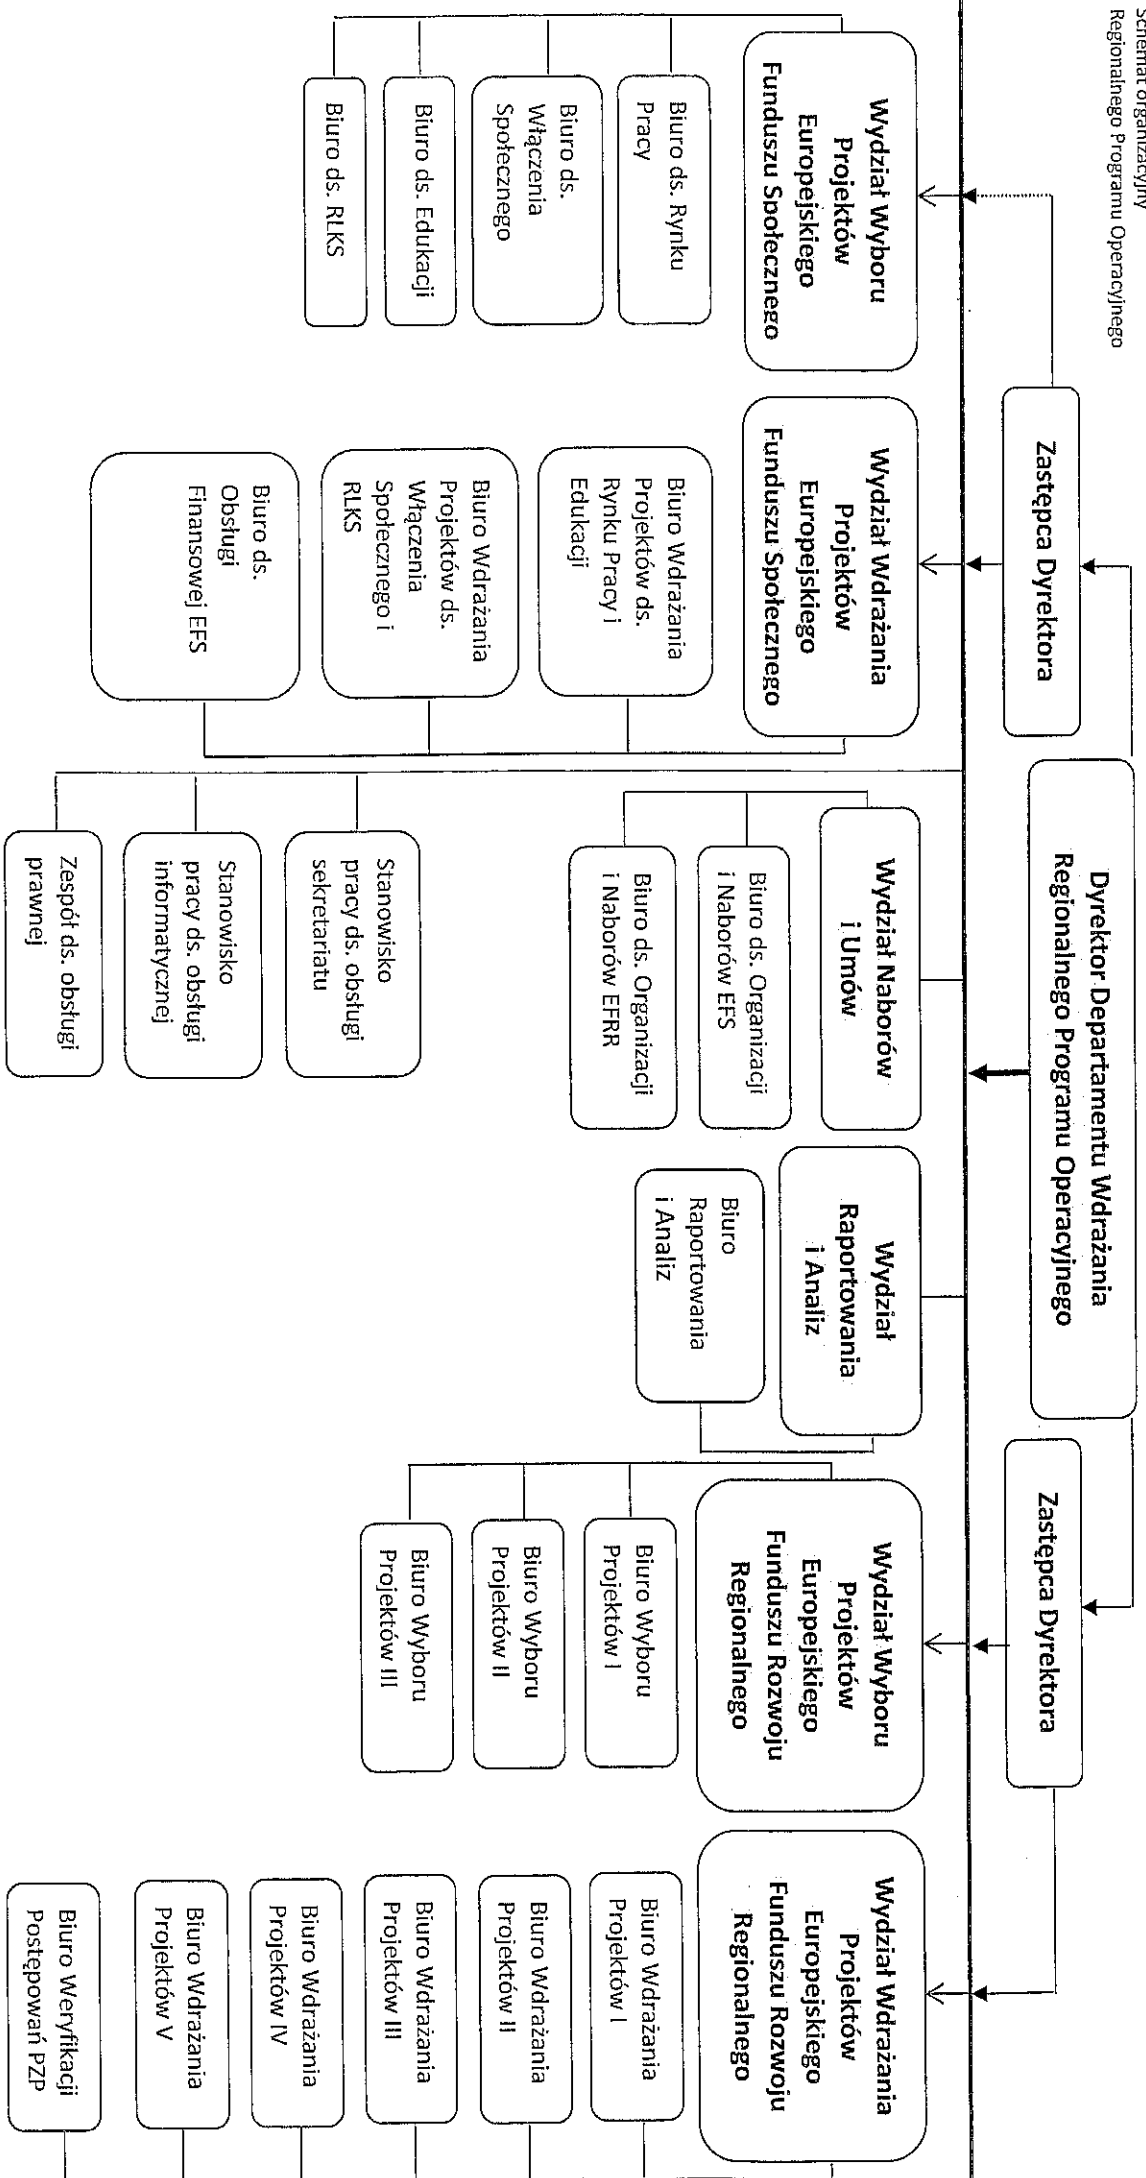 Schemat organizacyjny
Regionalnego Programu Operacyjnego
Dyrektor Departamentu Wdrażania
Regionalnego Programu Operacyjnego
Zastępca Dyrektora
Zastępca Dyrektora
Wydział Wyboru
Projektów
Europejskiego
Funduszu Społecznego
Biuro ds. Rynku
Pracy
Biuro ds.
Włączenia
Społecznego
Biuro ds. Edukacji
Biuro ds. RLKS
Wydział Wdrażania
Projektów
Europejskiego
Funduszu Społecznego
Biuro Wdrażania
Projektów ds.
Rynku Pracy i
Edukacji
Biuro Wdrażania
Projektów ds.
Włączenia
Społecznego i
RLKS
Biuro ds.
Obsługi
Finansowej EFS
Wydział Naborów
i Umów
Biuro ds. Organizacji
i Naborów EFS
Biuro ds. Organizacji
i Naborów EFRR
Stanowisko
pracy ds. obsługi
sekretariatu
Stanowisko
pracy ds. obsługi
informatycznej
Zespół ds. obsługi
prawnej
Wydział
Raportowania
i Analiz
Biuro
Raportowania
i Analiz
Wydział Wyboru
Projektów
Europejskiego
Funduszu Rozwoju
Regionalnego
Biuro Wyboru
Projektów I
Biuro Wyboru
Projektów II
Biuro Wyboru
Projektów III
Wydział Wdrażania
Projektów
Europejskiego
Funduszu Rozwoju
Regionalnego
Biuro Wdrażania
Projektów I
Biuro Wdrażania
Projektów II
Biuro Wdrażania
Projektów III
Biuro Wdrażania
Projektów IV
Biuro Wdrażania
Projektów V
Biuro Weryfikacji
Postępowań PZP